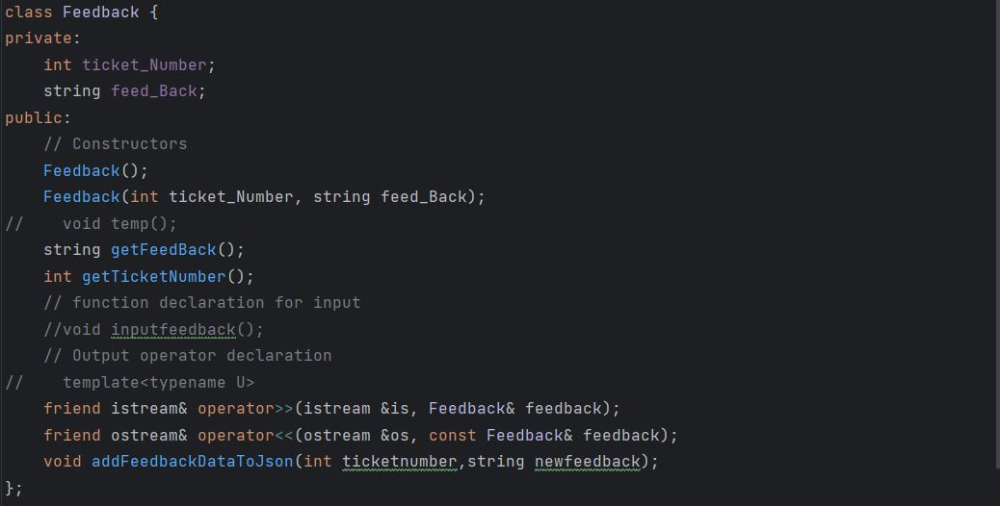 class Feedback {
private:
    int ticket_Number;
    string feed_Back;
public:
    // Constructors
    Feedback();
    Feedback(int ticket_Number, string feed_Back);
//    void temp();
    string getFeedBack();
    int getTicketNumber();
    // function declaration for input
    //void inputfeedback();
    // Output operator declaration
//    template<typename U>
    friend istream& operator>>(istream &is, Feedback& feedback);
    friend ostream& operator<<(ostream &os, const Feedback& feedback);
    void addFeedbackDataToJson(int ticketnumber,string newfeedback);
};